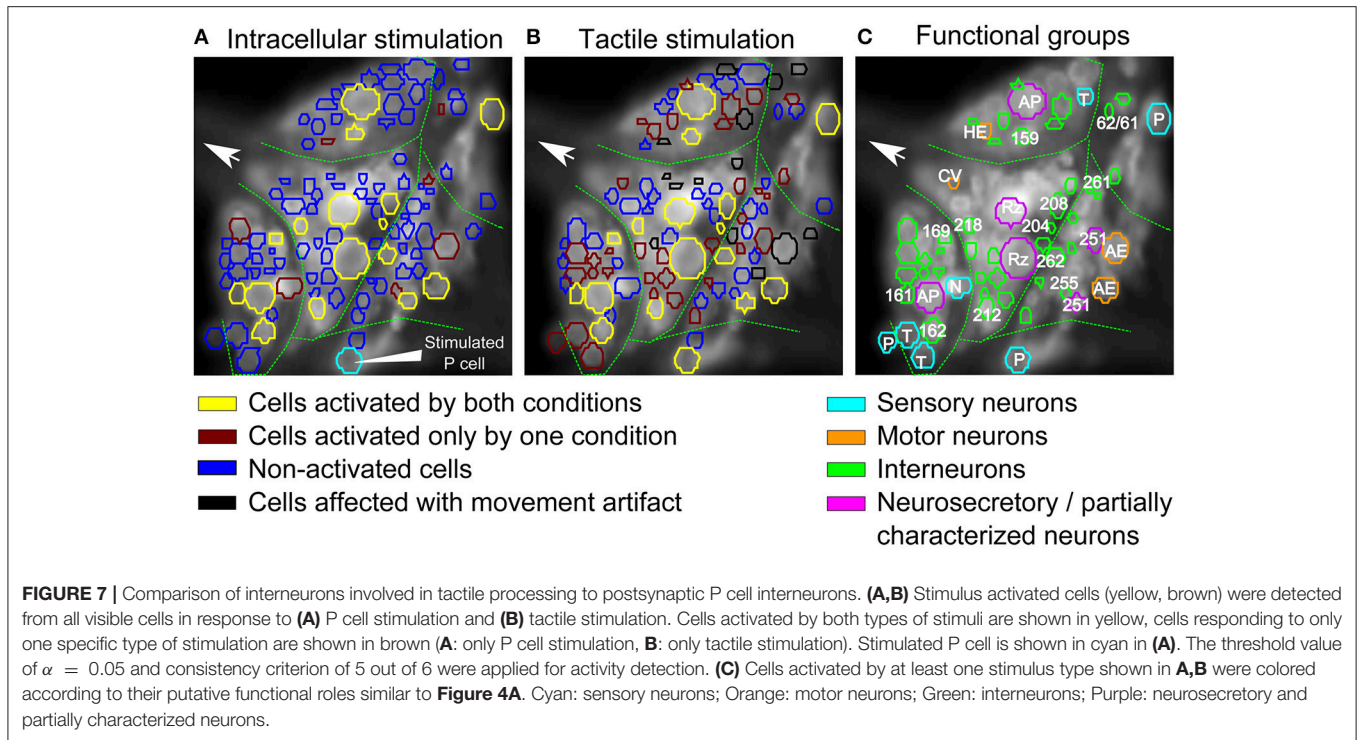 A Intracellular stimulation
B Tactile stimulation
C Functional groups
Stimulated
P cell
AP
T
P
HE
159
62/61
CV
261
Rz
208
204
169
218
251
AE
Rz
262
N
255
AE
161
AP
251
212
162
P
T
T
P
Cells activated by both conditions
Cells activated only by one condition
Non-activated cells
Cells affected with movement artifact
Sensory neurons
Motor neurons
Interneurons
Neurosecretory / partially
characterized neurons
FIGURE 7 | Comparison of interneurons involved in tactile processing to postsynaptic P cell interneurons. (A,B) Stimulus activated cells (yellow, brown) were detected
from all visible cells in response to (A) P cell stimulation and (B) tactile stimulation. Cells activated by both types of stimuli are shown in yellow, cells responding to only
one specific type of stimulation are shown in brown (A: only P cell stimulation, B: only tactile stimulation). Stimulated P cell is shown in cyan in (A). The threshold value
of α = 0.05 and consistency criterion of 5 out of 6 were applied for activity detection. (C) Cells activated by at least one stimulus type shown in A,B were colored
according to their putative functional roles similar to Figure 4A. Cyan: sensory neurons; Orange: motor neurons; Green: interneurons; Purple: neurosecretory and
partially characterized neurons.